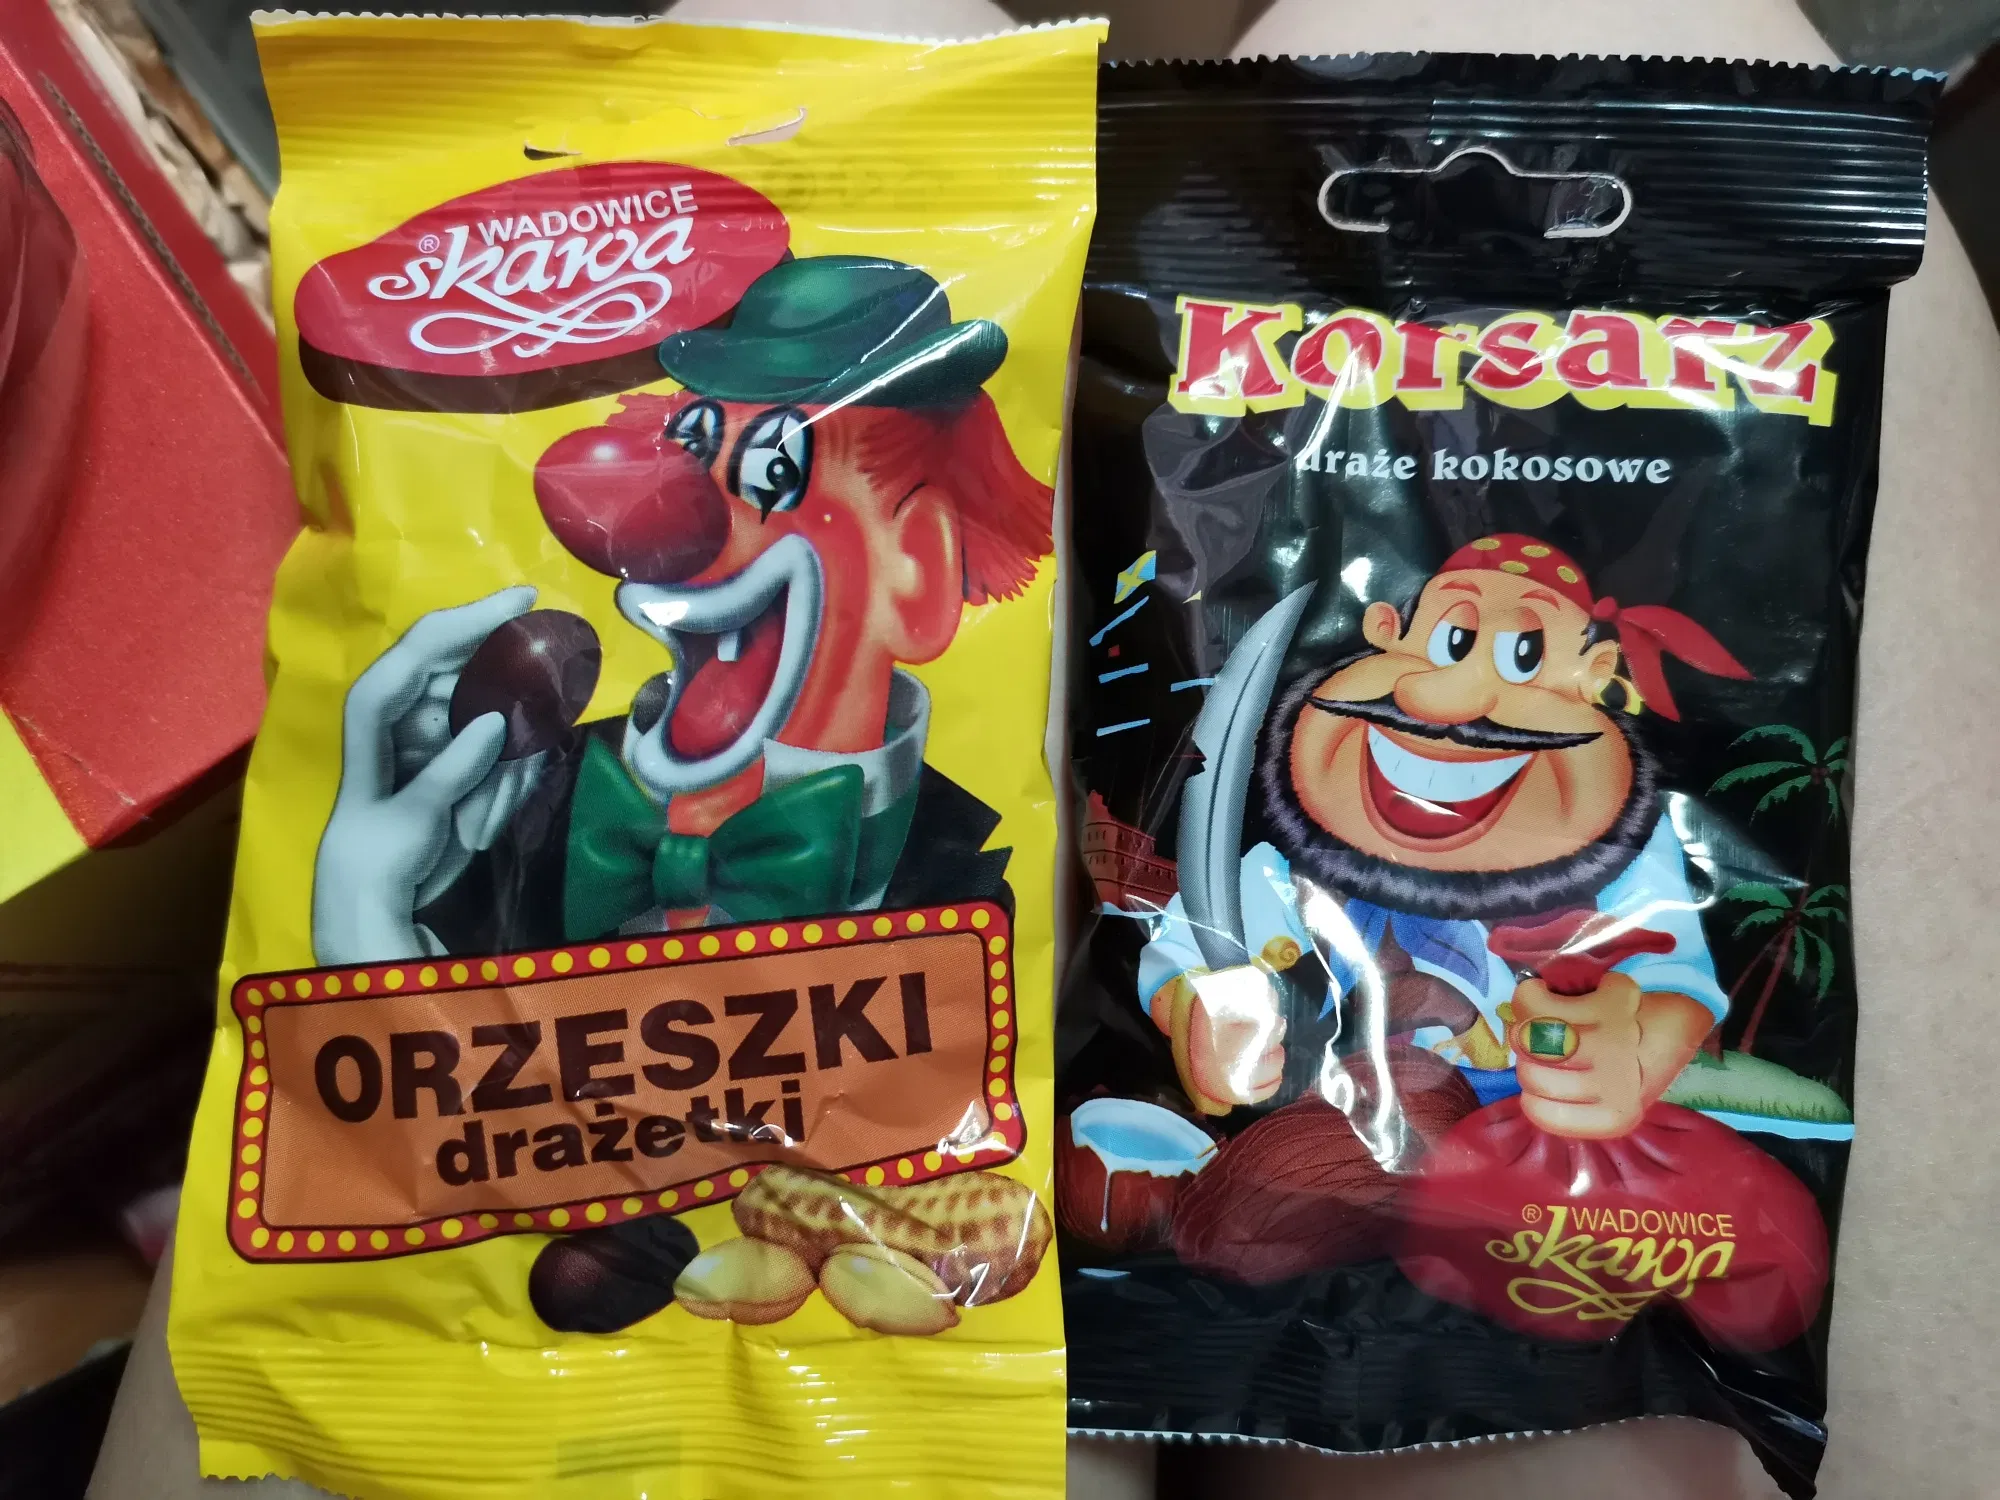 WADOWICE
® Skawa
ORZESZKI
drażetki
Korsarz
draże kokosowe
® WADOWICE
Skawa